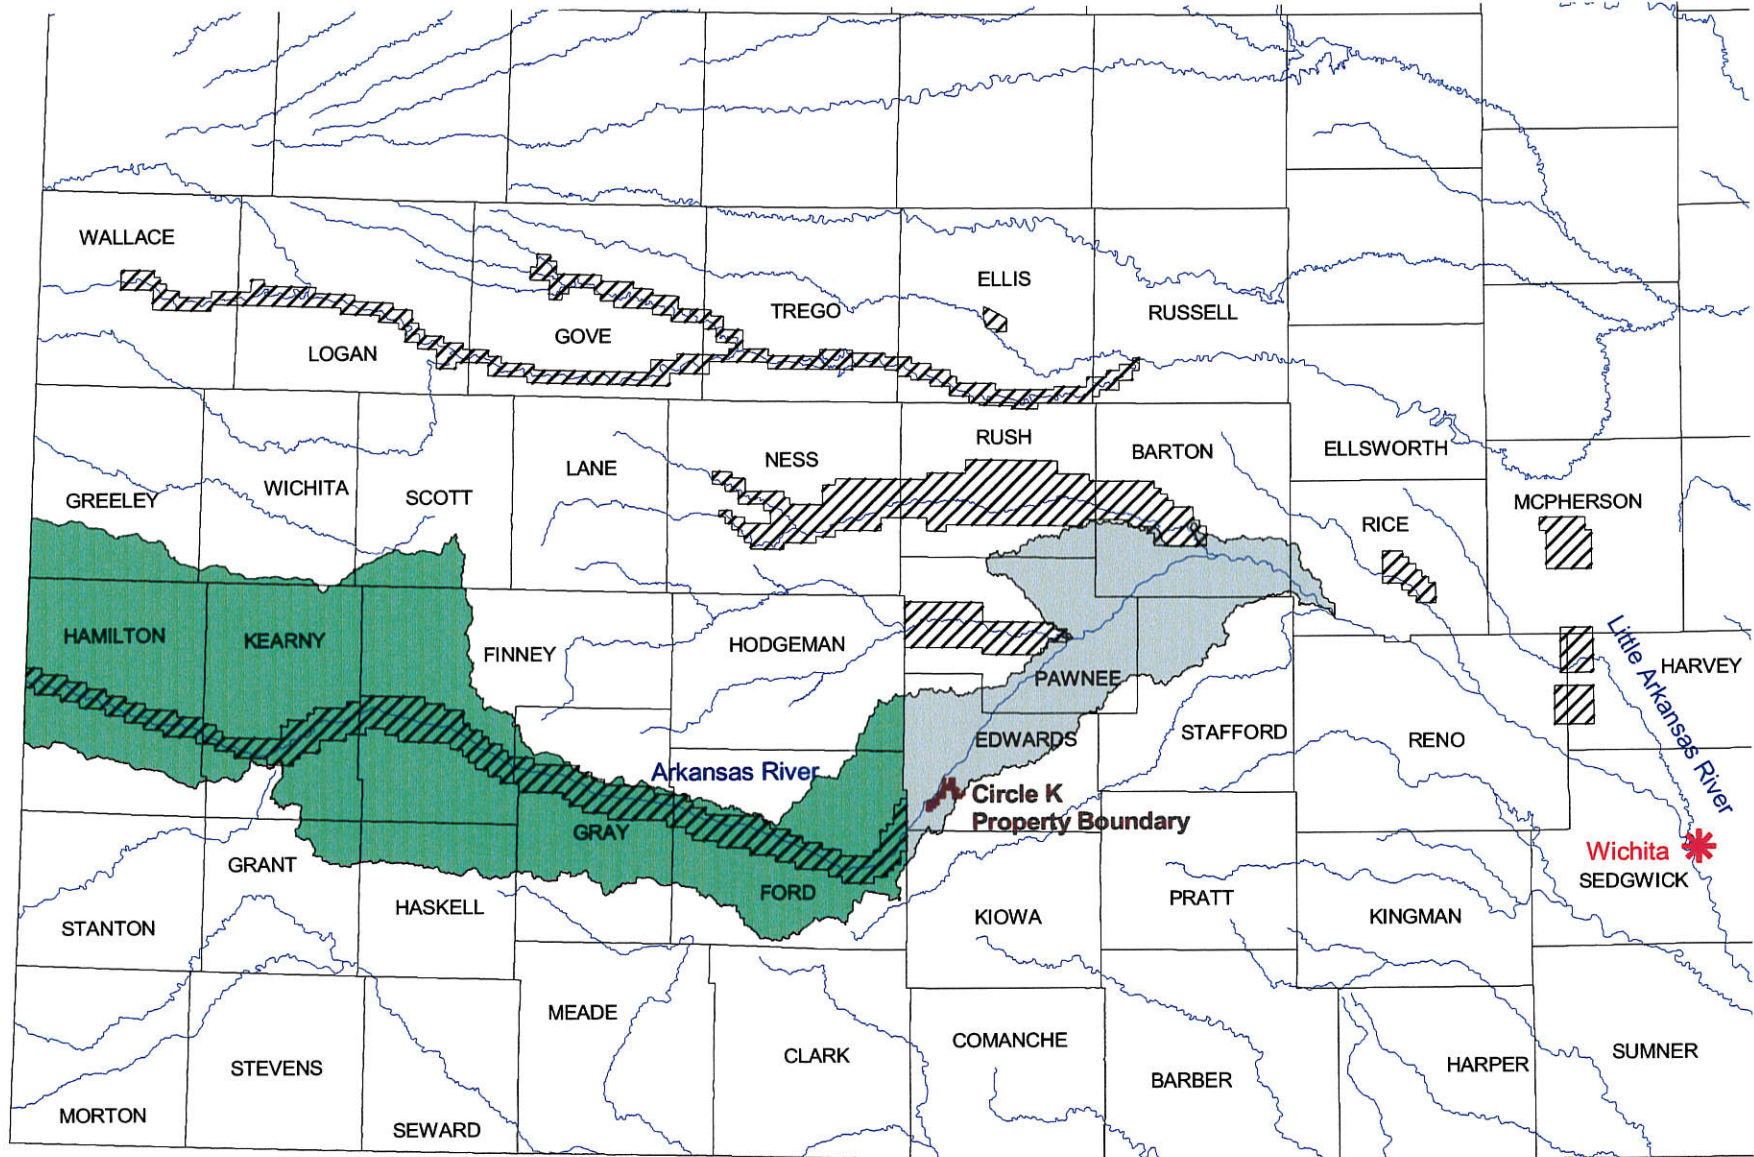 WALLACE
ELLIS
TREGO
RUSSELL
GOVE
LOGAN
RUSH
BARTON
ELLSWORTH
NESS
LANE
WICHITA
SCOTT
GREELEY
MCPHERSON
RICE
HAMILTON
KEARNY
FINNEY
HODGEMAN
PAWNEE
Little Arkansas River
HARVEY
EDWARDS
STAFFORD
RENO
Arkansas River
Circle K
Property Boundary
GRAY
GRANT
Wichita
SEDGWICK
FORD
HASKELL
STANTON
KIOWA
PRATT
KINGMAN
MEADE
COMANCHE
CLARK
STEVENS
BARBER
HARPER
SUMNER
MORTON
SEWARD